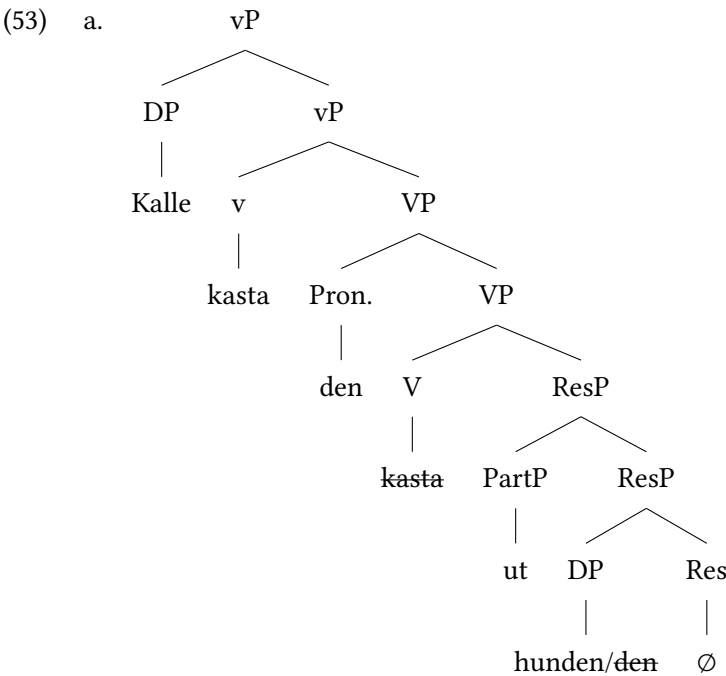 (53) a. vP
DP vP
Kalle v VP
kasta Pron. VP
den V ResP
kasta PartP ResP
ut DP Res
hunden/den ∅